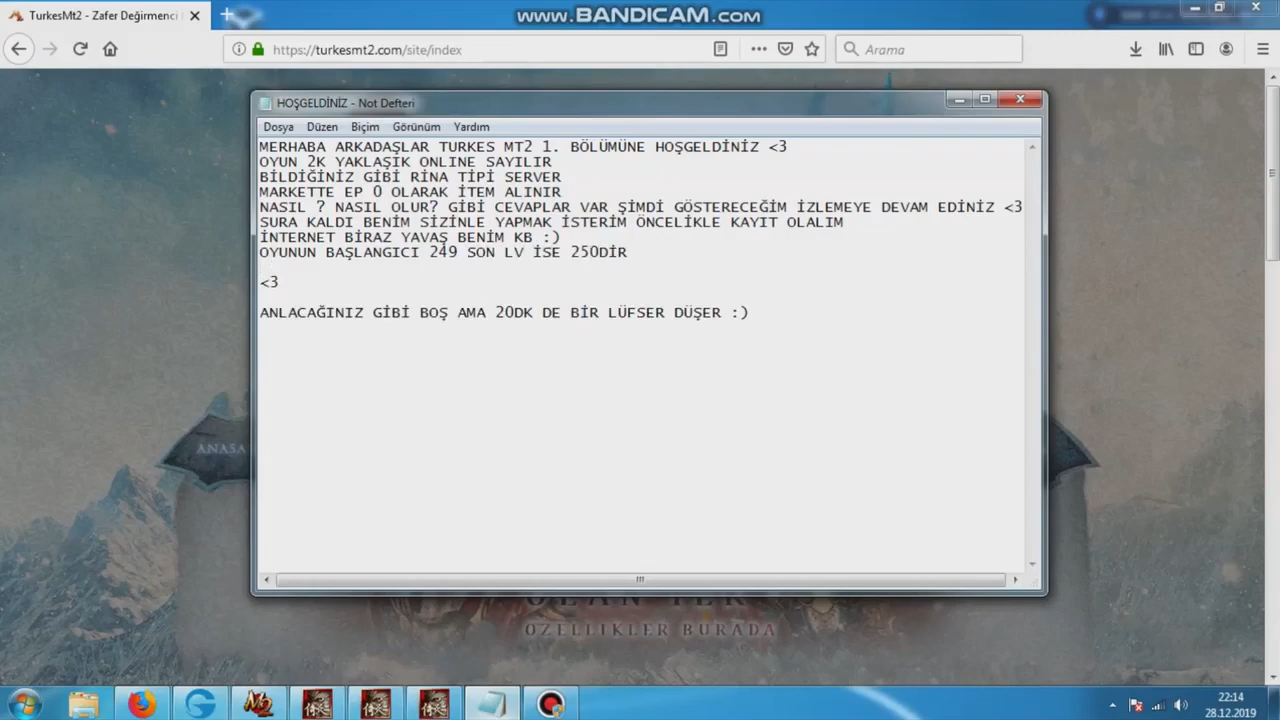 www.BANDICAM.com
TurkesMt2 - Zafer Değirmenci
https://turkesmt2.com/site/index
Arama
HOŞGELDİNİZ - Not Defteri
Dosya Düzen Biçim Görünüm Yardım
MERHABA ARKADAŞLAR TURKES MT2 1. BÖLÜMÜNE HOŞGELDİNİZ <3
OYUN 2K YAKLAŞIK ONLINE SAYILIR
BİLDİĞİNİZ GİBİ RİNA TİPİ SERVER
MARKETTE EP 0 OLARAK İTEM ALINIR
NASIL ? NASIL OLUR? GİBİ CEVAPLAR VAR ŞİMDİ GÖSTERECEĞİM İZLEMEYE DEVAM EDİNİZ <3
SURA KALDI BENİM SİZİNLE YAPMAK İSTERİM ÖNCELİKLE KAYIT OLALIM
İNTERNET BİRAZ YAVAŞ BENİM KB :)
OYUNUN BAŞLANGICI 249 SON LV İSE 250DİR
<3
ANLACAĞINIZ GİBİ BOŞ AMA 20DK DE BİR LÜFSER DÜŞER :)
ANASA
ÖZELLİKLER BURADA
22:14
28.12.2019